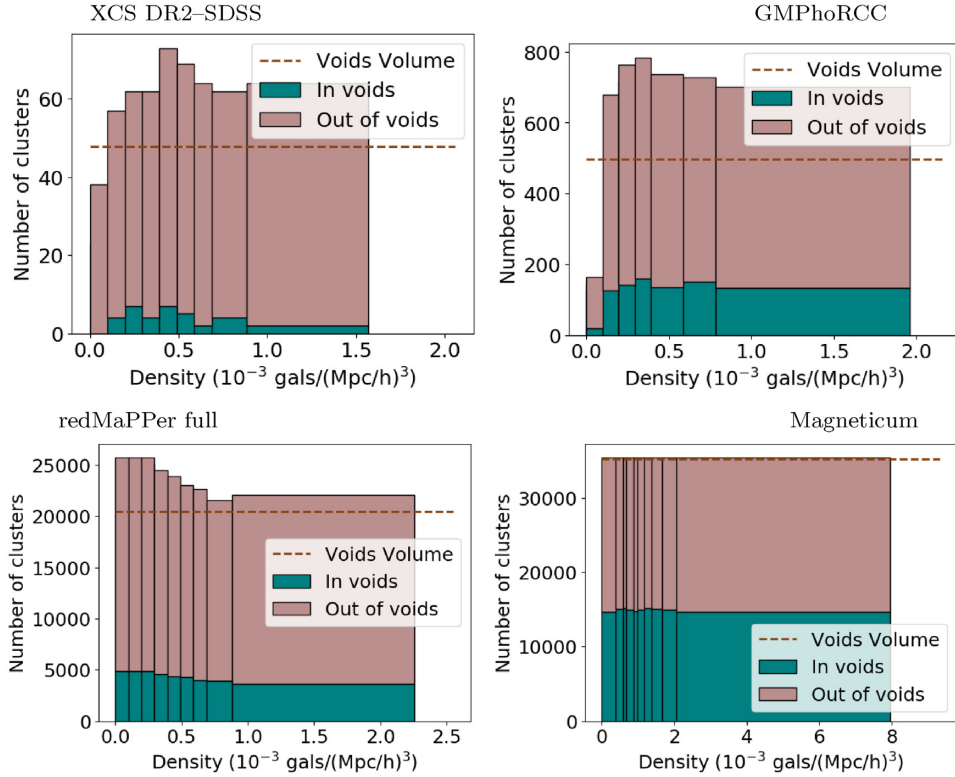 XCS DR2–SDSS
Number of clusters
60
40
20
0
Voids Volume
In voids
Out of voids
0.0 0.5 1.0 1.5 2.0
Density (10⁻³ gals/(Mpc/h)³)
GMPhoRCC
Number of clusters
800
600
400
200
0
Voids Volume
In voids
Out of voids
0.0 0.5 1.0 1.5 2.0
Density (10⁻³ gals/(Mpc/h)³)
redMaPPer full
Number of clusters
25000
20000
15000
10000
5000
0
Voids Volume
In voids
Out of voids
0.0 0.5 1.0 1.5 2.0 2.5
Density (10⁻³ gals/(Mpc/h)³)
Magneticum
Number of clusters
30000
20000
10000
0
Voids Volume
In voids
Out of voids
0 2 4 6 8
Density (10⁻³ gals/(Mpc/h)³)